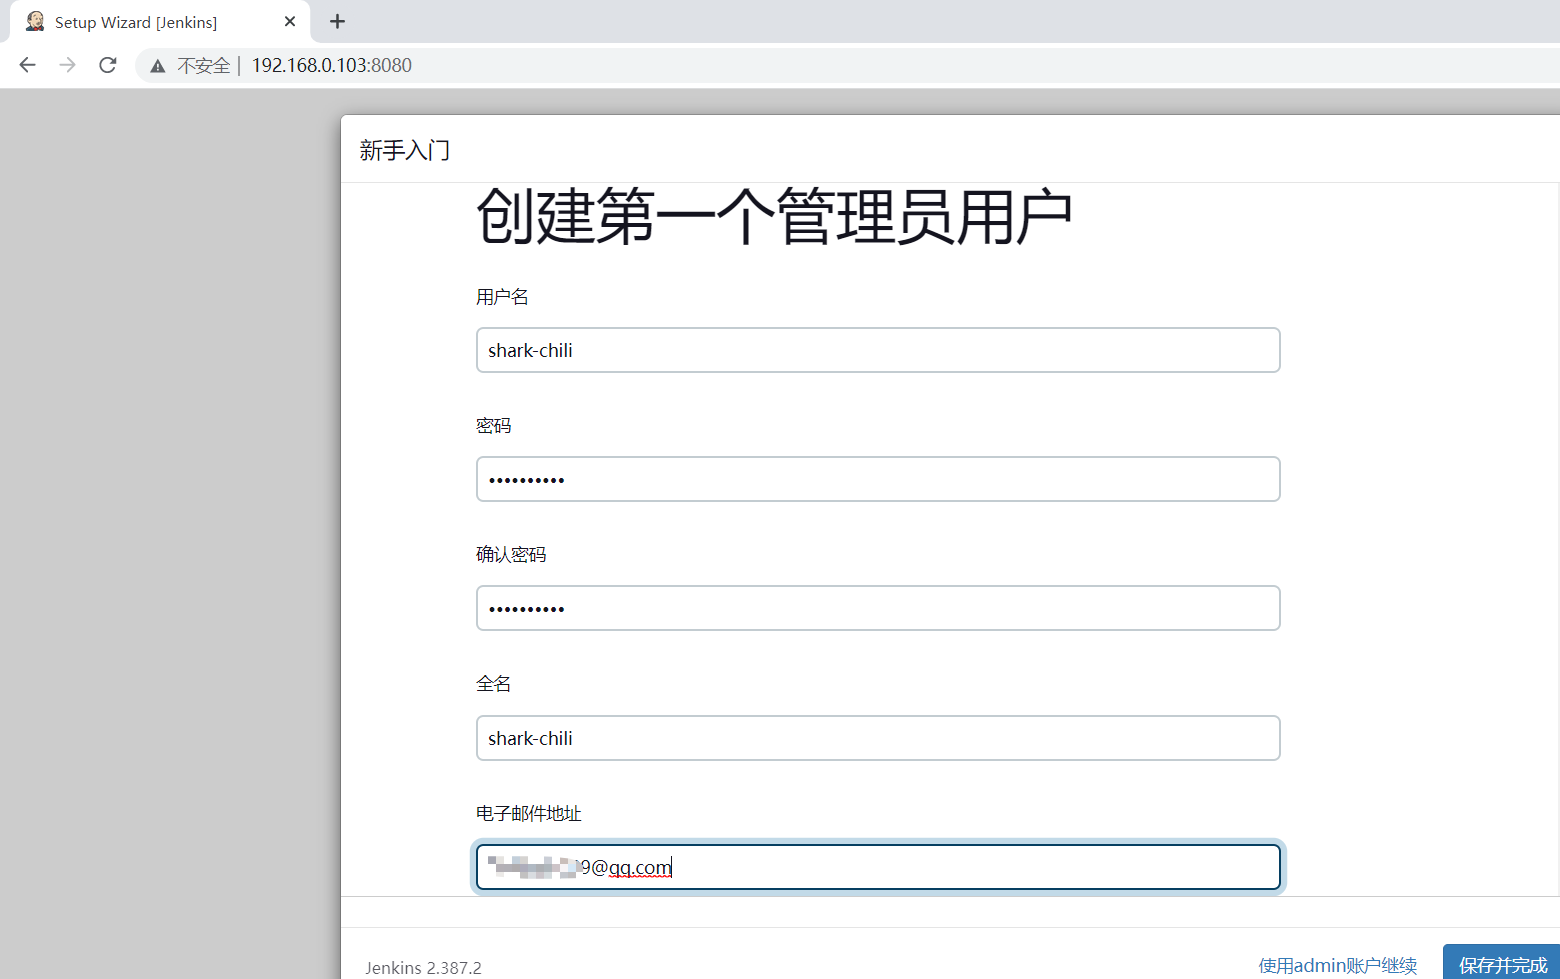 Setup Wizard [Jenkins]
不安全 | 192.168.0.103:8080
新手入门
创建第一个管理员用户
用户名
shark-chili
密码
••••••••••
确认密码
••••••••••
全名
shark-chili
电子邮件地址
9@qq.com
Jenkins 2.387.2
使用admin账户继续
保存并完成